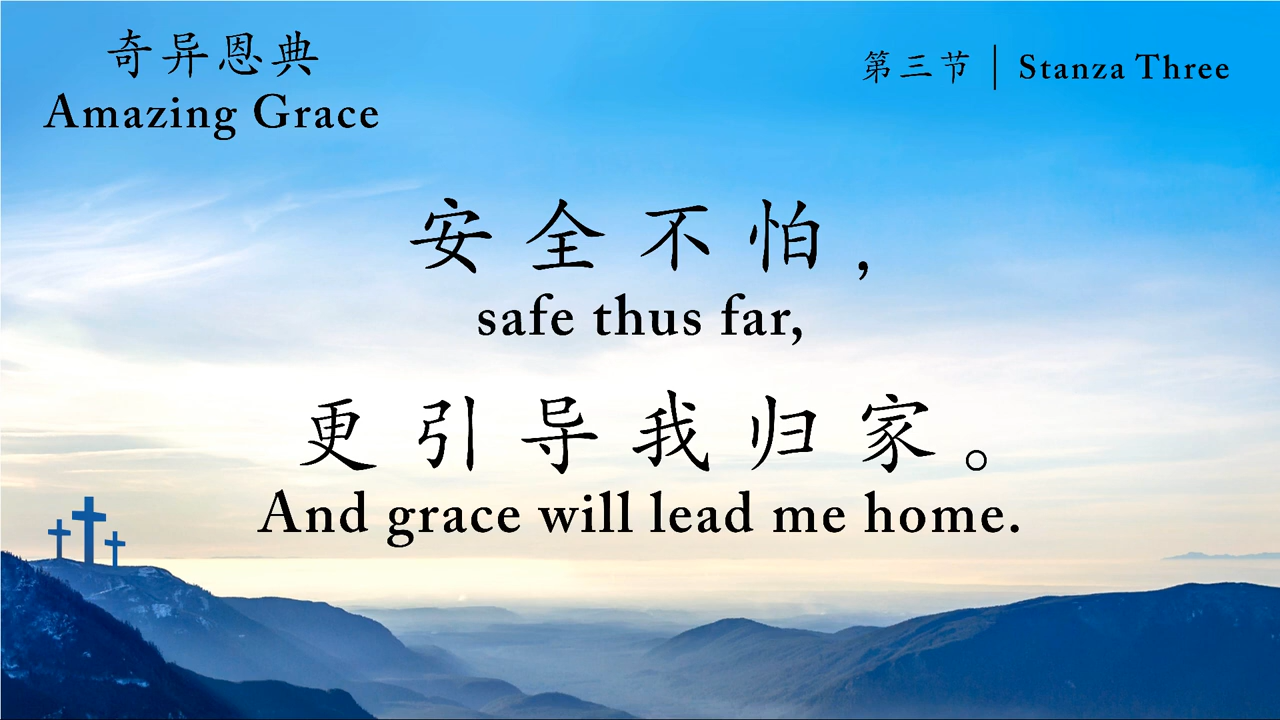 奇异恩典
Amazing Grace
第三节 | Stanza Three
安全不怕,
safe thus far,
更引导我归家。
And grace will lead me home.